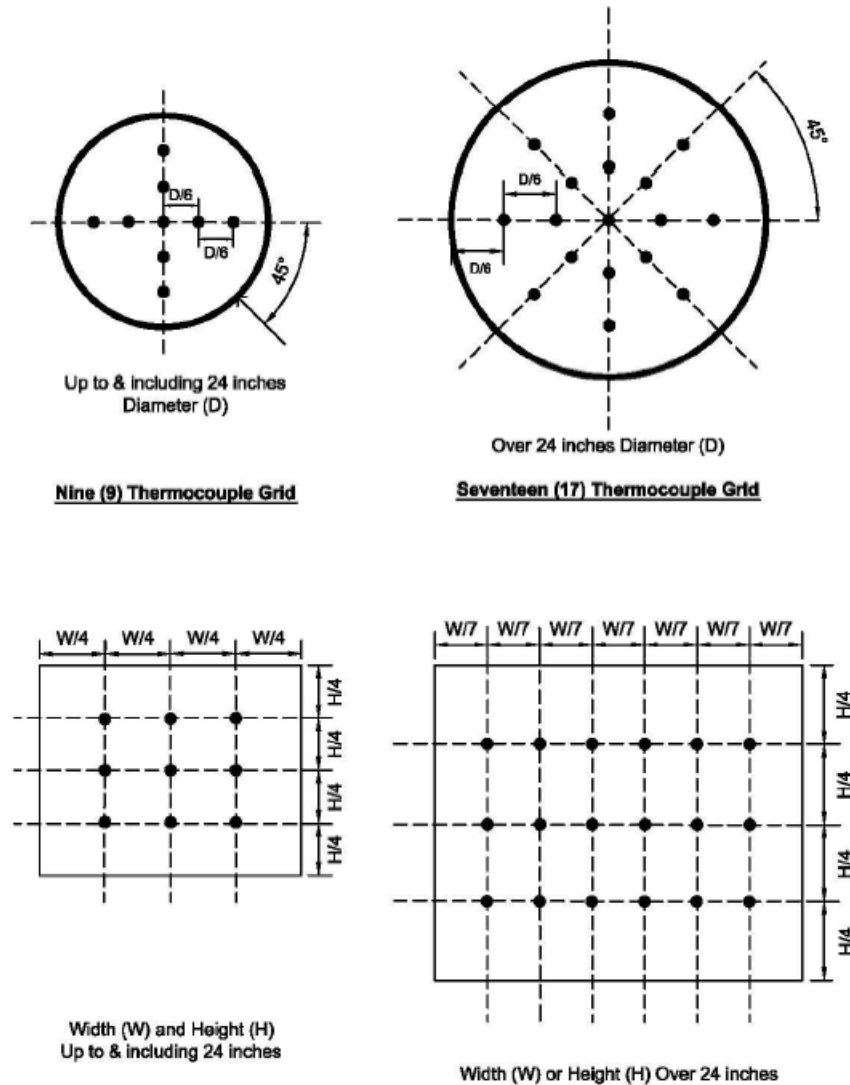 D/6
D/6
45°
Up to & including 24 inches
Diameter (D)
Nine (9) Thermocouple Grid
45°
D/6
D/6
Over 24 inches Diameter (D)
Seventeen (17) Thermocouple Grid
W/4 W/4 W/4 W/4
H/4
H/4
H/4
H/4
Width (W) and Height (H)
Up to & including 24 inches
W/7 W/7 W/7 W/7 W/7 W/7 W/7
H/4
H/4
H/4
H/4
Width (W) or Height (H) Over 24 inches